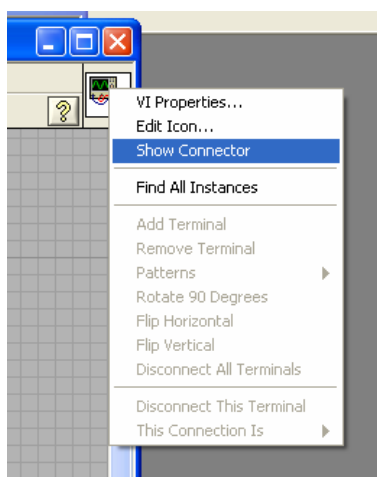 ?
VI Properties...
Edit Icon...
Show Connector
Find All Instances
Add Terminal
Remove Terminal
Patterns
Rotate 90 Degrees
Flip Horizontal
Flip Vertical
Disconnect All Terminals
Disconnect This Terminal
This Connection Is